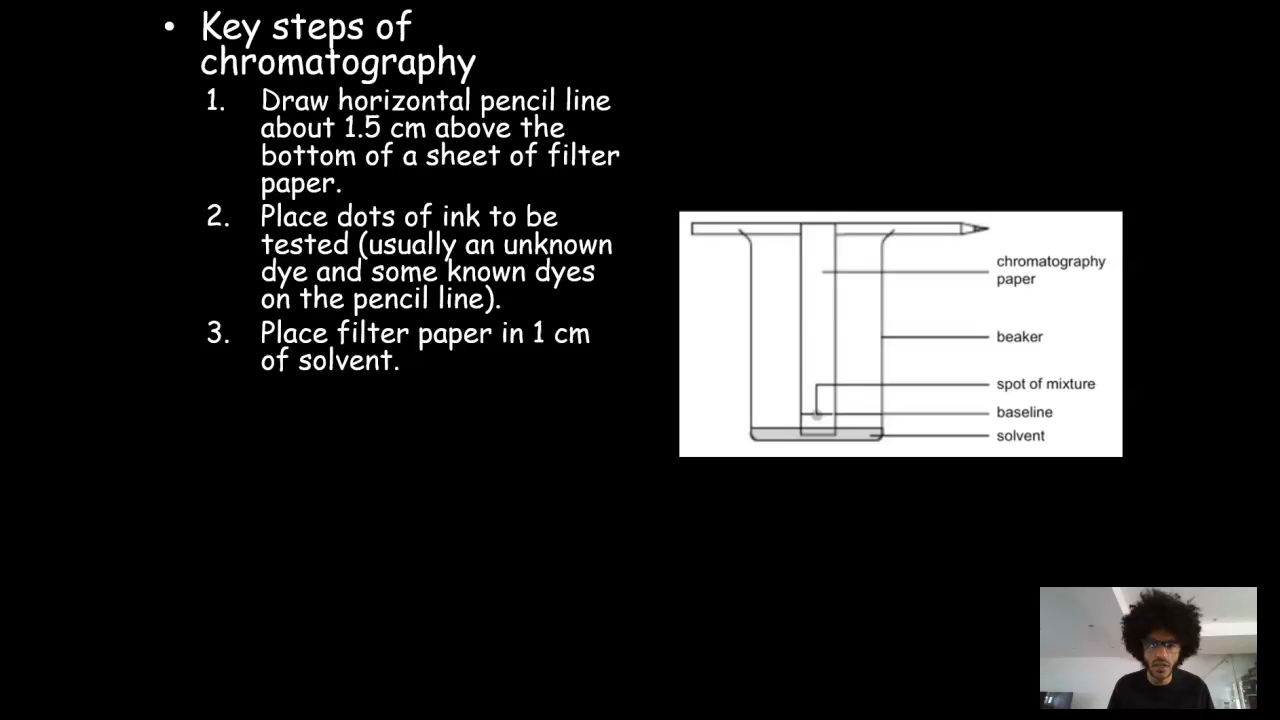 • Key steps of
chromatography
1. Draw horizontal pencil line
about 1.5 cm above the
bottom of a sheet of filter
paper.
2. Place dots of ink to be
tested (usually an unknown
dye and some known dyes
on the pencil line).
3. Place filter paper in 1 cm
of solvent.
chromatography
paper
beaker
spot of mixture
baseline
solvent